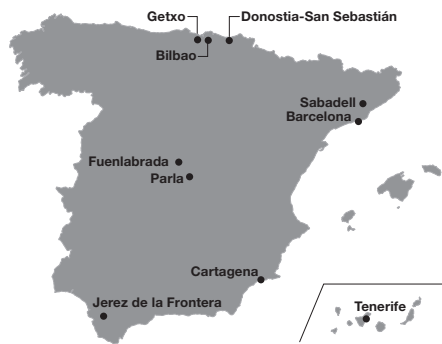 Getxo
Donostia-San Sebastián
Bilbao
Sabadell
Barcelona
Fuenlabrada
Parla
Cartagena
Jerez de la Frontera
Tenerife